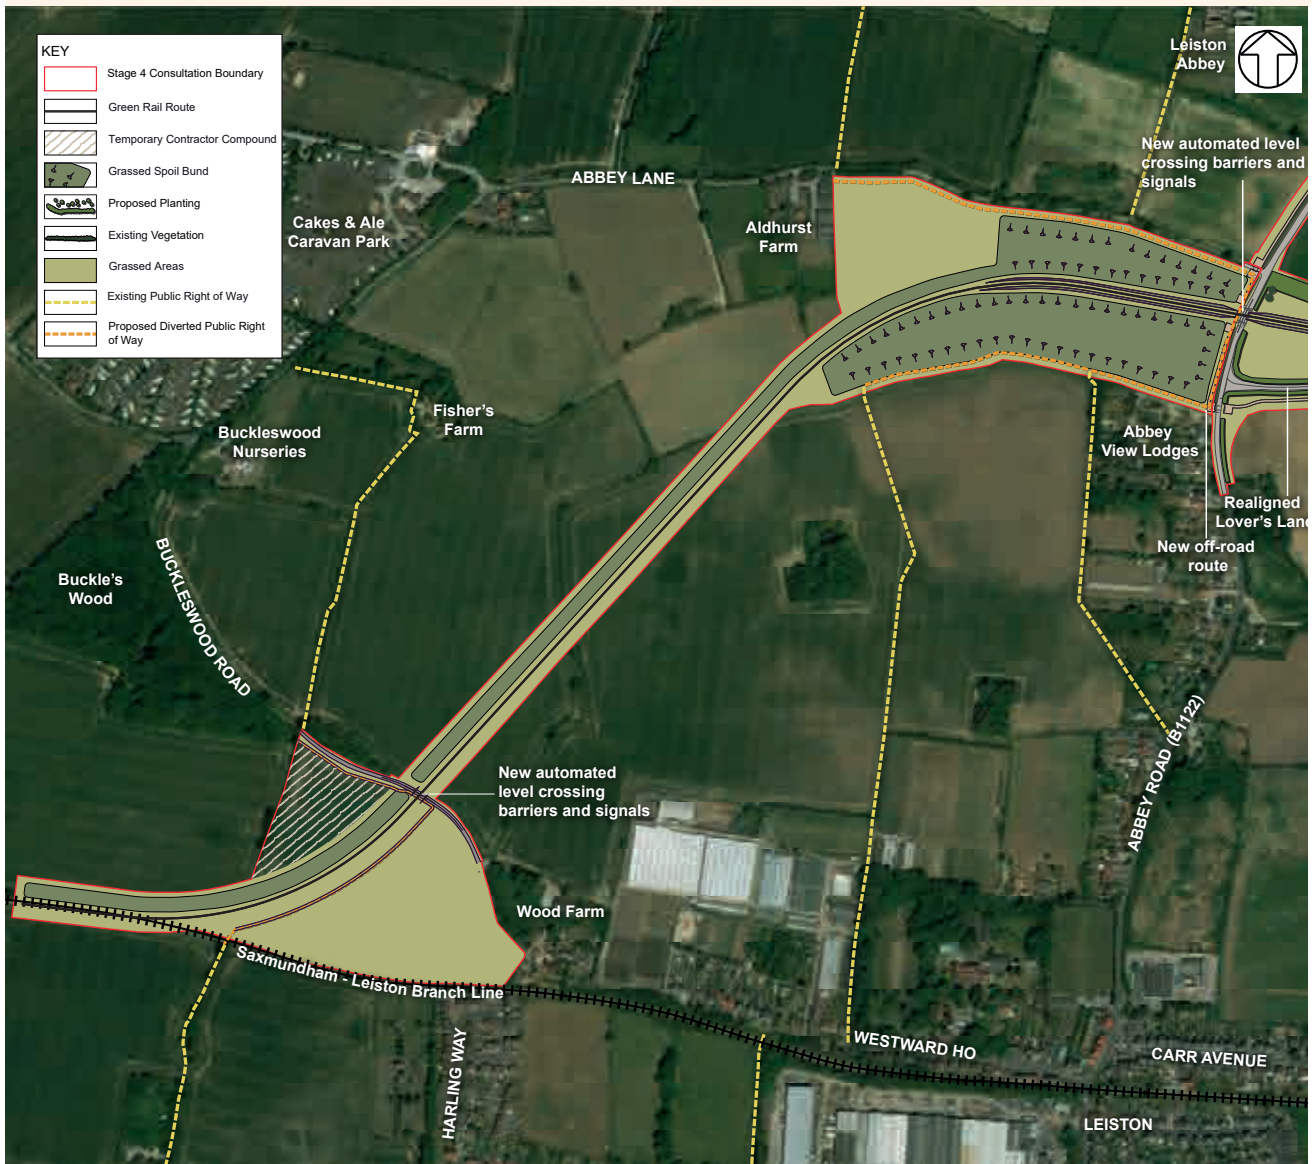 KEY
Stage 4 Consultation Boundary
Green Rail Route
Temporary Contractor Compound
Grassed Spoil Bund
Proposed Planting
Existing Vegetation
Grassed Areas
Existing Public Right of Way
Proposed Diverted Public Right
of Way
Leiston
Abbey
New automated level
crossing barriers and
signals
ABBEY LANE
Cakes & Ale
Caravan Park
Aldhurst
Farm
Fisher's
Farm
Buckleswood
Nurseries
Abbey
View Lodges
Realigned
Lover's Lane
New off-road
route
Buckle's
Wood
BUCKLESWOOD ROAD
ABBEY ROAD (B1122)
New automated
level crossing
barriers and signals
Wood Farm
Saxmundham - Leiston Branch Line
HARLING WAY
WESTWARD HO
CARR AVENUE
LEISTON